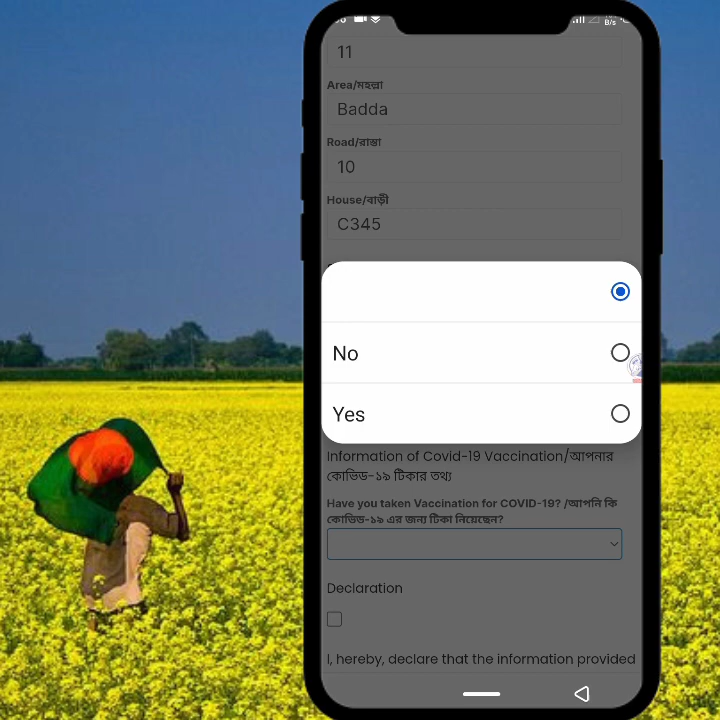 B/s
11
Area/মহল্লা
Badda
Road/রাস্তা
10
House/বাড়ী
C345
No
Yes
Information of Covid-19 Vaccination/আপনার
কোভিড-১৯ টিকার তথ্য
Have you taken Vaccination for COVID-19? /আপনি কি
কোভিড-১৯ এর জন্য টিকা নিয়েছেন?
Declaration
I, hereby, declare that the information provided